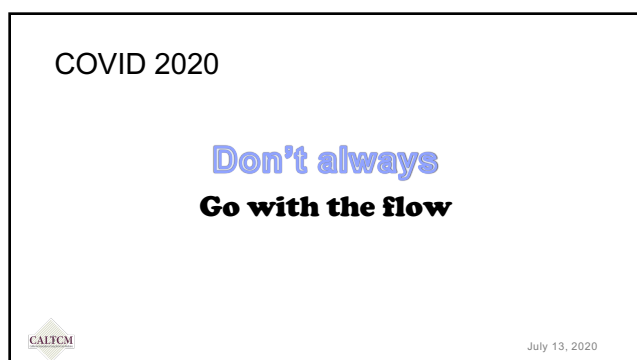 COVID 2020
Don't always
Go with the flow
CALTCM
July 13, 2020